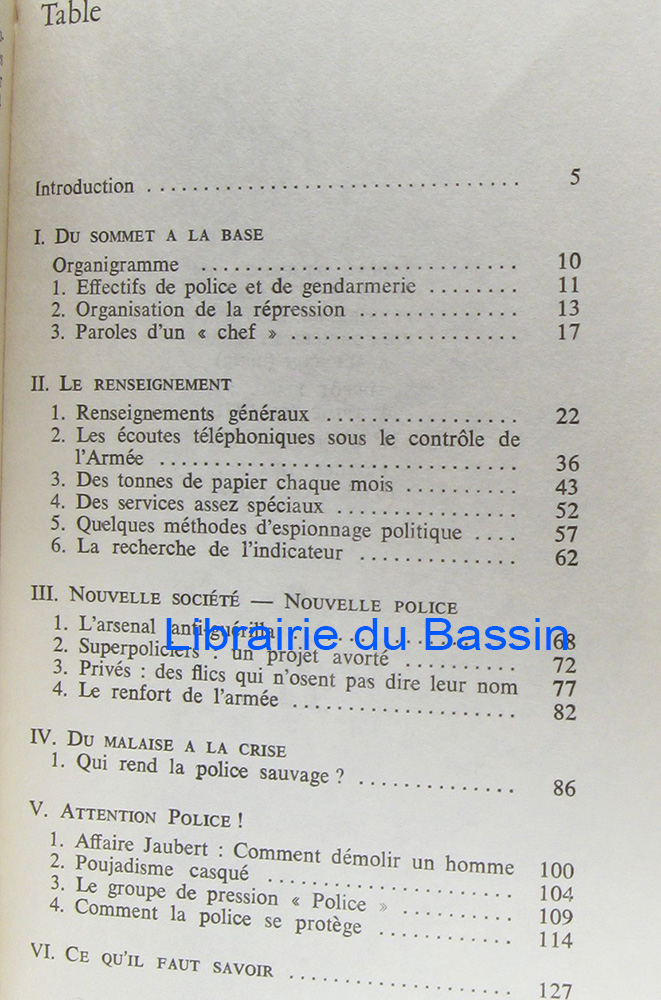 Table
Introduction .................................. 5
I. DU SOMMET A LA BASE
Organigramme ............................. 10
1. Effectifs de police et de gendarmerie ........ 11
2. Organisation de la répression .............. 13
3. Paroles d'un « chef » ..................... 17
II. LE RENSEIGNEMENT
1. Renseignements généraux ................. 22
2. Les écoutes téléphoniques sous le contrôle de
l'Armée ................................. 36
3. Des tonnes de papier chaque mois .......... 43
4. Des services assez spéciaux ................ 52
5. Quelques méthodes d'espionnage politique .... 57
6. La recherche de l'indicateur .............. 62
III. NOUVELLE SOCIÉTÉ — NOUVELLE POLICE
1. L'arsenal anti-guérilla ..................... 68
Librairie du Bassin
2. Superpoliciers : un projet avorté .......... 72
3. Privés : des flics qui n'osent pas dire leur nom 77
4. Le renfort de l'armée .................... 82
IV. DU MALAISE A LA CRISE
1. Qui rend la police sauvage ? .............. 86
V. ATTENTION POLICE !
1. Affaire Jaubert : Comment démolir un homme 100
2. Poujadisme casqué ...................... 104
3. Le groupe de pression « Police » .......... 109
4. Comment la police se protège ............ 114
VI. CE QU'IL FAUT SAVOIR .................... 127